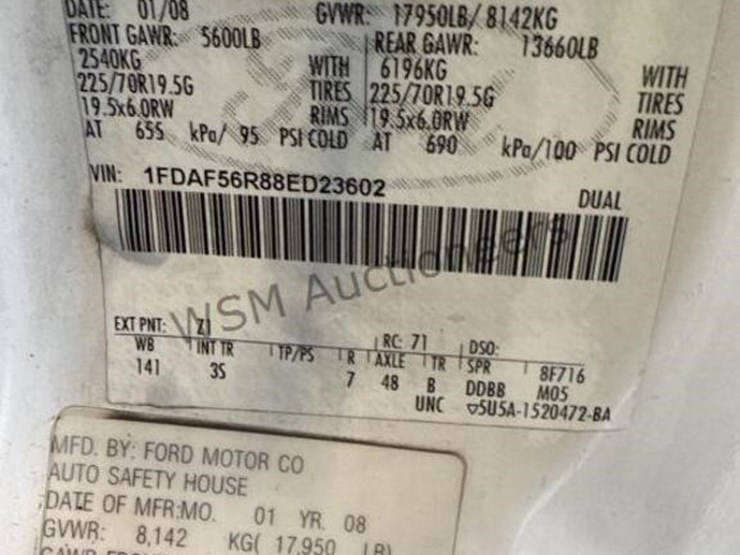 DATE: 01/08 GVWR: 17950LB/ 8142KG
FRONT GAWR: 5600LB REAR GAWR: 13660LB
2540KG WITH 6196KG WITH
225/70R19.5G TIRES 225/70R19.5G TIRES
19.5x6.0RW RIMS 19.5x6.0RW RIMS
AT 655 kPa/ 95 PSI COLD AT 690 kPa/100 PSI COLD
VIN: 1FDAF56R88ED23602 DUAL
WSM Auctioneers
EXT PNT: Z1 RC: 71 DSO:
WB INT TR TP/PS R AXLE TR SPR 8F716
141 3S 7 48 B DDBB M05
UNC 5U5A-1520472-BA
MFD. BY: FORD MOTOR CO
AUTO SAFETY HOUSE
DATE OF MFR:MO. 01 YR. 08
GVWR: 8,142 KG( 17,950 LB)